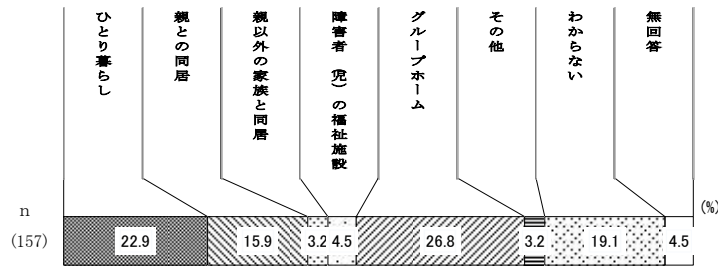 ひとり暮らし
親との同居
親以外の家族と同居
障害者（児）の福祉施設
グループホーム
その他
わからない
無回答
(%)
n
(157)
22.9
15.9
3.2
4.5
26.8
3.2
19.1
4.5